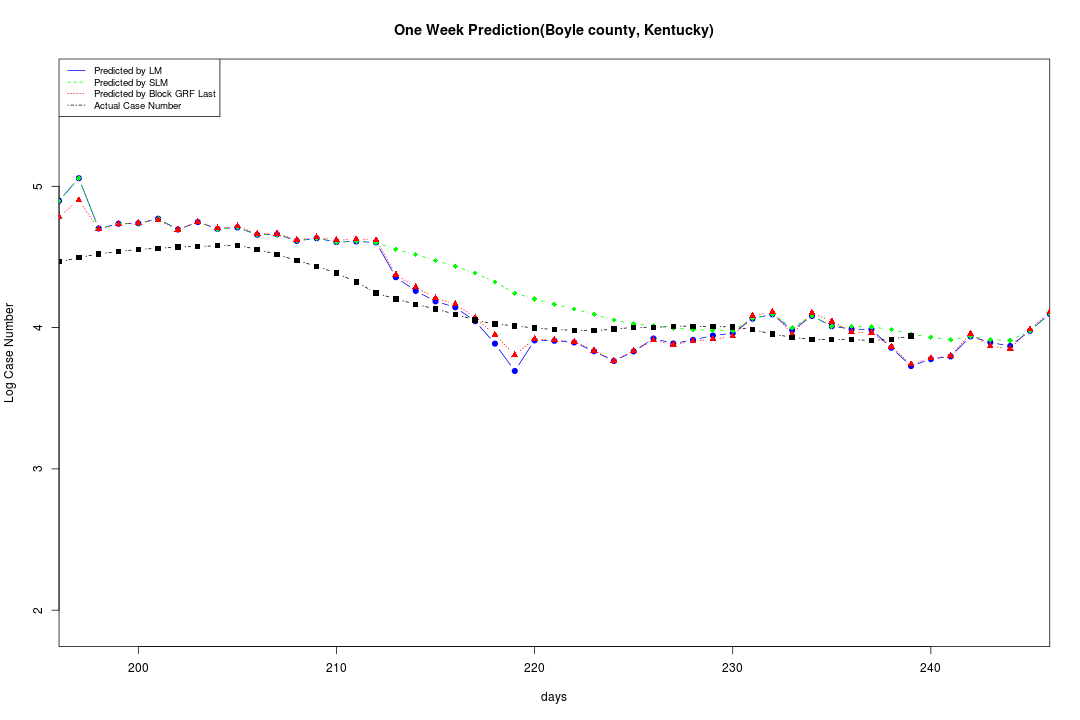 One Week Prediction(Boyle county, Kentucky)
Predicted by LM
Predicted by SLM
Predicted by Block GRF Last
Actual Case Number
Log Case Number
5
4
3
2
200 210 220 230 240
days